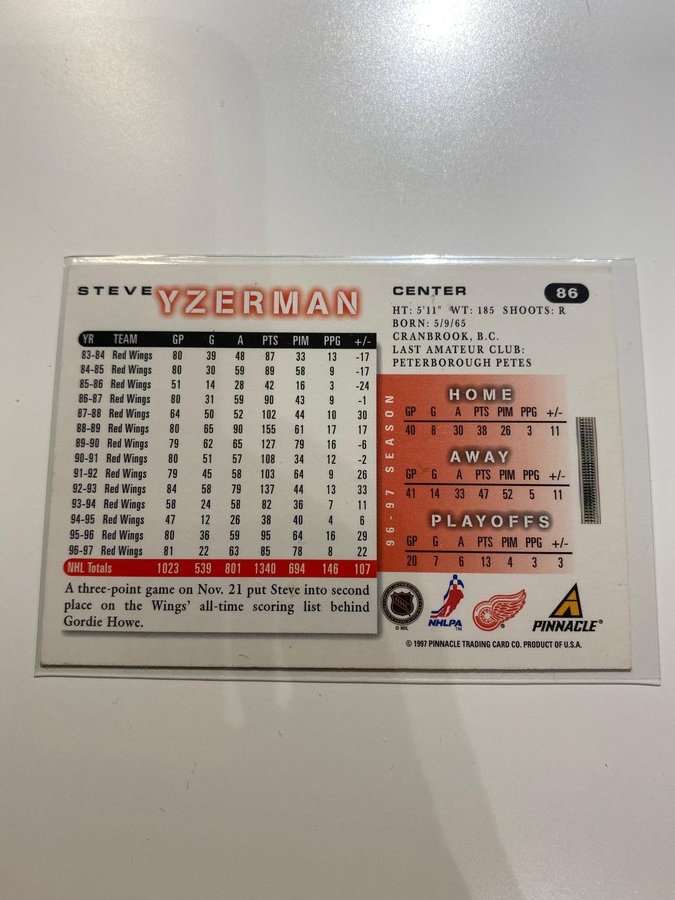 STEVE YZERMAN
YR TEAM GP G A PTS PIM PPG +/-
83-84 Red Wings 80 39 48 87 33 13 -17
84-85 Red Wings 80 30 59 89 58 9 -17
85-86 Red Wings 51 14 28 42 16 3 -24
86-87 Red Wings 80 31 59 90 43 9 -1
87-88 Red Wings 64 50 52 102 44 10 30
88-89 Red Wings 80 65 90 155 61 17 17
89-90 Red Wings 79 62 65 127 79 16 -6
90-91 Red Wings 80 51 57 108 34 12 -2
91-92 Red Wings 79 45 58 103 64 9 26
92-93 Red Wings 84 58 79 137 44 13 33
93-94 Red Wings 58 24 58 82 36 7 11
94-95 Red Wings 47 12 26 38 40 4 6
95-96 Red Wings 80 36 59 95 64 16 29
96-97 Red Wings 81 22 63 85 78 8 22
NHL Totals 1023 539 801 1340 694 146 107
A three-point game on Nov. 21 put Steve into second
place on the Wings' all-time scoring list behind
Gordie Howe.
CENTER 86
HT: 5'11" WT: 185 SHOOTS: R
BORN: 5/9/65
CRANBROOK, B.C.
LAST AMATEUR CLUB:
PETERBOROUGH PETES
96-97 SEASON
HOME
GP G A PTS PIM PPG +/-
40 8 30 38 26 3 11
AWAY
GP G A PTS PIM PPG +/-
41 14 33 47 52 5 11
PLAYOFFS
GP G A PTS PIM PPG +/-
20 7 6 13 4 3 3
© NHL
NHLPA™
PINNACLE®
© 1997 PINNACLE TRADING CARD CO. PRODUCT OF U.S.A.